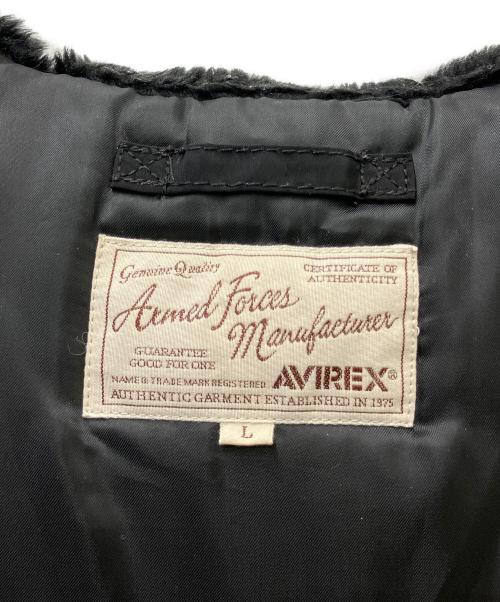 Genuine Quality
CERTIFICATE OF
AUTHENTICITY
Armed Forces
Manufacturer
GUARANTEE
GOOD FOR ONE
NAME & TRADE MARK REGISTERED
AVIREX®
AUTHENTIC GARMENT ESTABLISHED IN 1975
L